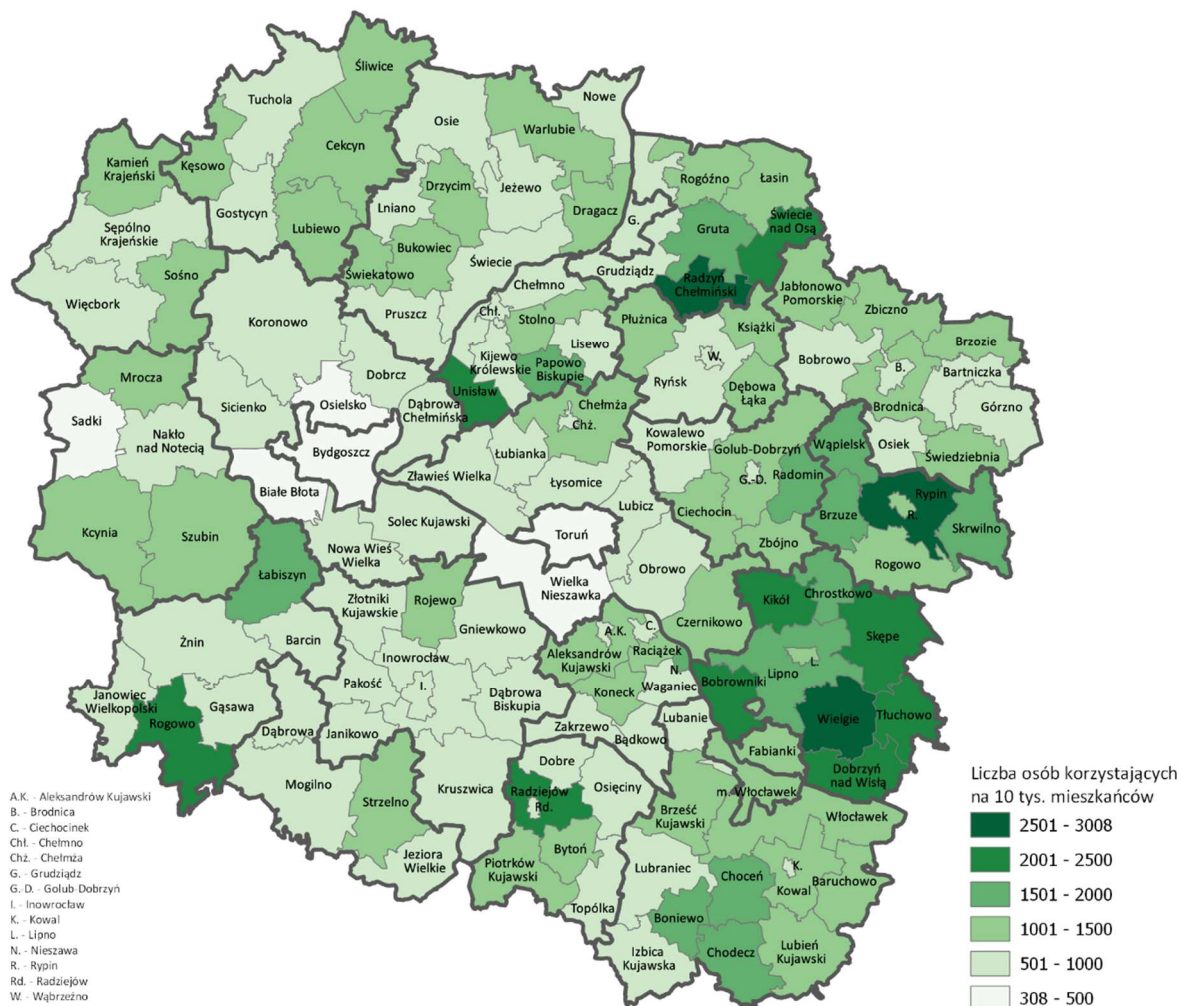 Śliwice
Tuchola
Nowe
Osie
Warlubie
Cekcyn
Kamień
Krajeński
Kęsowo
Rogóźno
Łasin
Drzycim
Jeżewo
Lniano
Dragacz
Gostycyn
Świecie
nad Osą
G.
Sępólno
Krajeńskie
Lubiewo
Gruta
Bukowiec
Świecie
Sośno
Świekatowo
Grudziądz
Radzyń
Chełmiński
Chełmno
Jabłonowo
Pomorskie
Więcbork
Zbiczno
Pruszcz
Chł.
Stolno
Płużnica
Koronowo
Książki
Brzozie
Lisewo
Kijewo
Królewskie
W.
Bobrowo
Papowo
Biskupie
B.
Bartniczka
Mrocza
Dobrcz
Ryńsk
Dębowa
Łąka
Unisław
Sicienko
Osielsko
Dąbrowa
Chełmińska
Chełmża
Brodnica
Górzno
Sadki
Chż.
Nakło
nad Notecią
Kowalewo
Pomorskie
Wąpielsk
Osiek
Bydgoszcz
Golub-Dobrzyń
Łubianka
Świedziebnia
Zławieś Wielka
G.-D.
Radomin
Łysomice
Białe Błota
Rypin
Lubicz
Ciechocin
R.
Brzuze
Solec Kujawski
Skrwilno
Kcynia
Szubin
Toruń
Zbójno
Nowa Wieś
Wielka
Rogowo
Obrowo
Łabiszyn
Wielka
Nieszawka
Chrostkowo
Złotniki
Kujawskie
Rojewo
Kikół
Czernikowo
Gniewkowo
A.K.
C.
Skępe
Żnin
Barcin
Aleksandrów
Kujawski
Raciążek
Inowrocław
L.
N.
Lipno
Bobrowniki
Pakość
I.
Koneck
Waganiec
Janowiec
Wielkopolski
Dąbrowa
Biskupia
Gąsawa
Rogowo
Wielgie
Tłuchowo
Lubanie
Zakrzewo
Dąbrowa
Janikowo
Bądkowo
Fabianki
Dobre
Dobrzyń
nad Wisłą
Mogilno
Kruszwica
Radziejów
Rd.
Osięciny
m. Włocławek
Strzelno
Brześć
Kujawski
Włocławek
Bytoń
Jeziora
Wielkie
Piotrków
Kujawski
Lubraniec
K.
Choceń
Baruchowo
Kowal
Topólka
Boniewo
Izbica
Kujawska
Chodecz
Lubień
Kujawski
A.K. - Aleksandrów Kujawski
B. - Brodnica
C. - Ciechocinek
Chł. - Chełmno
Chż. - Chełmża
G. - Grudziądz
G.-D. - Golub-Dobrzyń
I. - Inowrocław
K. - Kowal
L. - Lipno
N. - Nieszawa
R. - Rypin
Rd. - Radziejów
W. - Wąbrzeźno
Liczba osób korzystających
na 10 tys. mieszkańców
2501 - 3008
2001 - 2500
1501 - 2000
1001 - 1500
501 - 1000
308 - 500